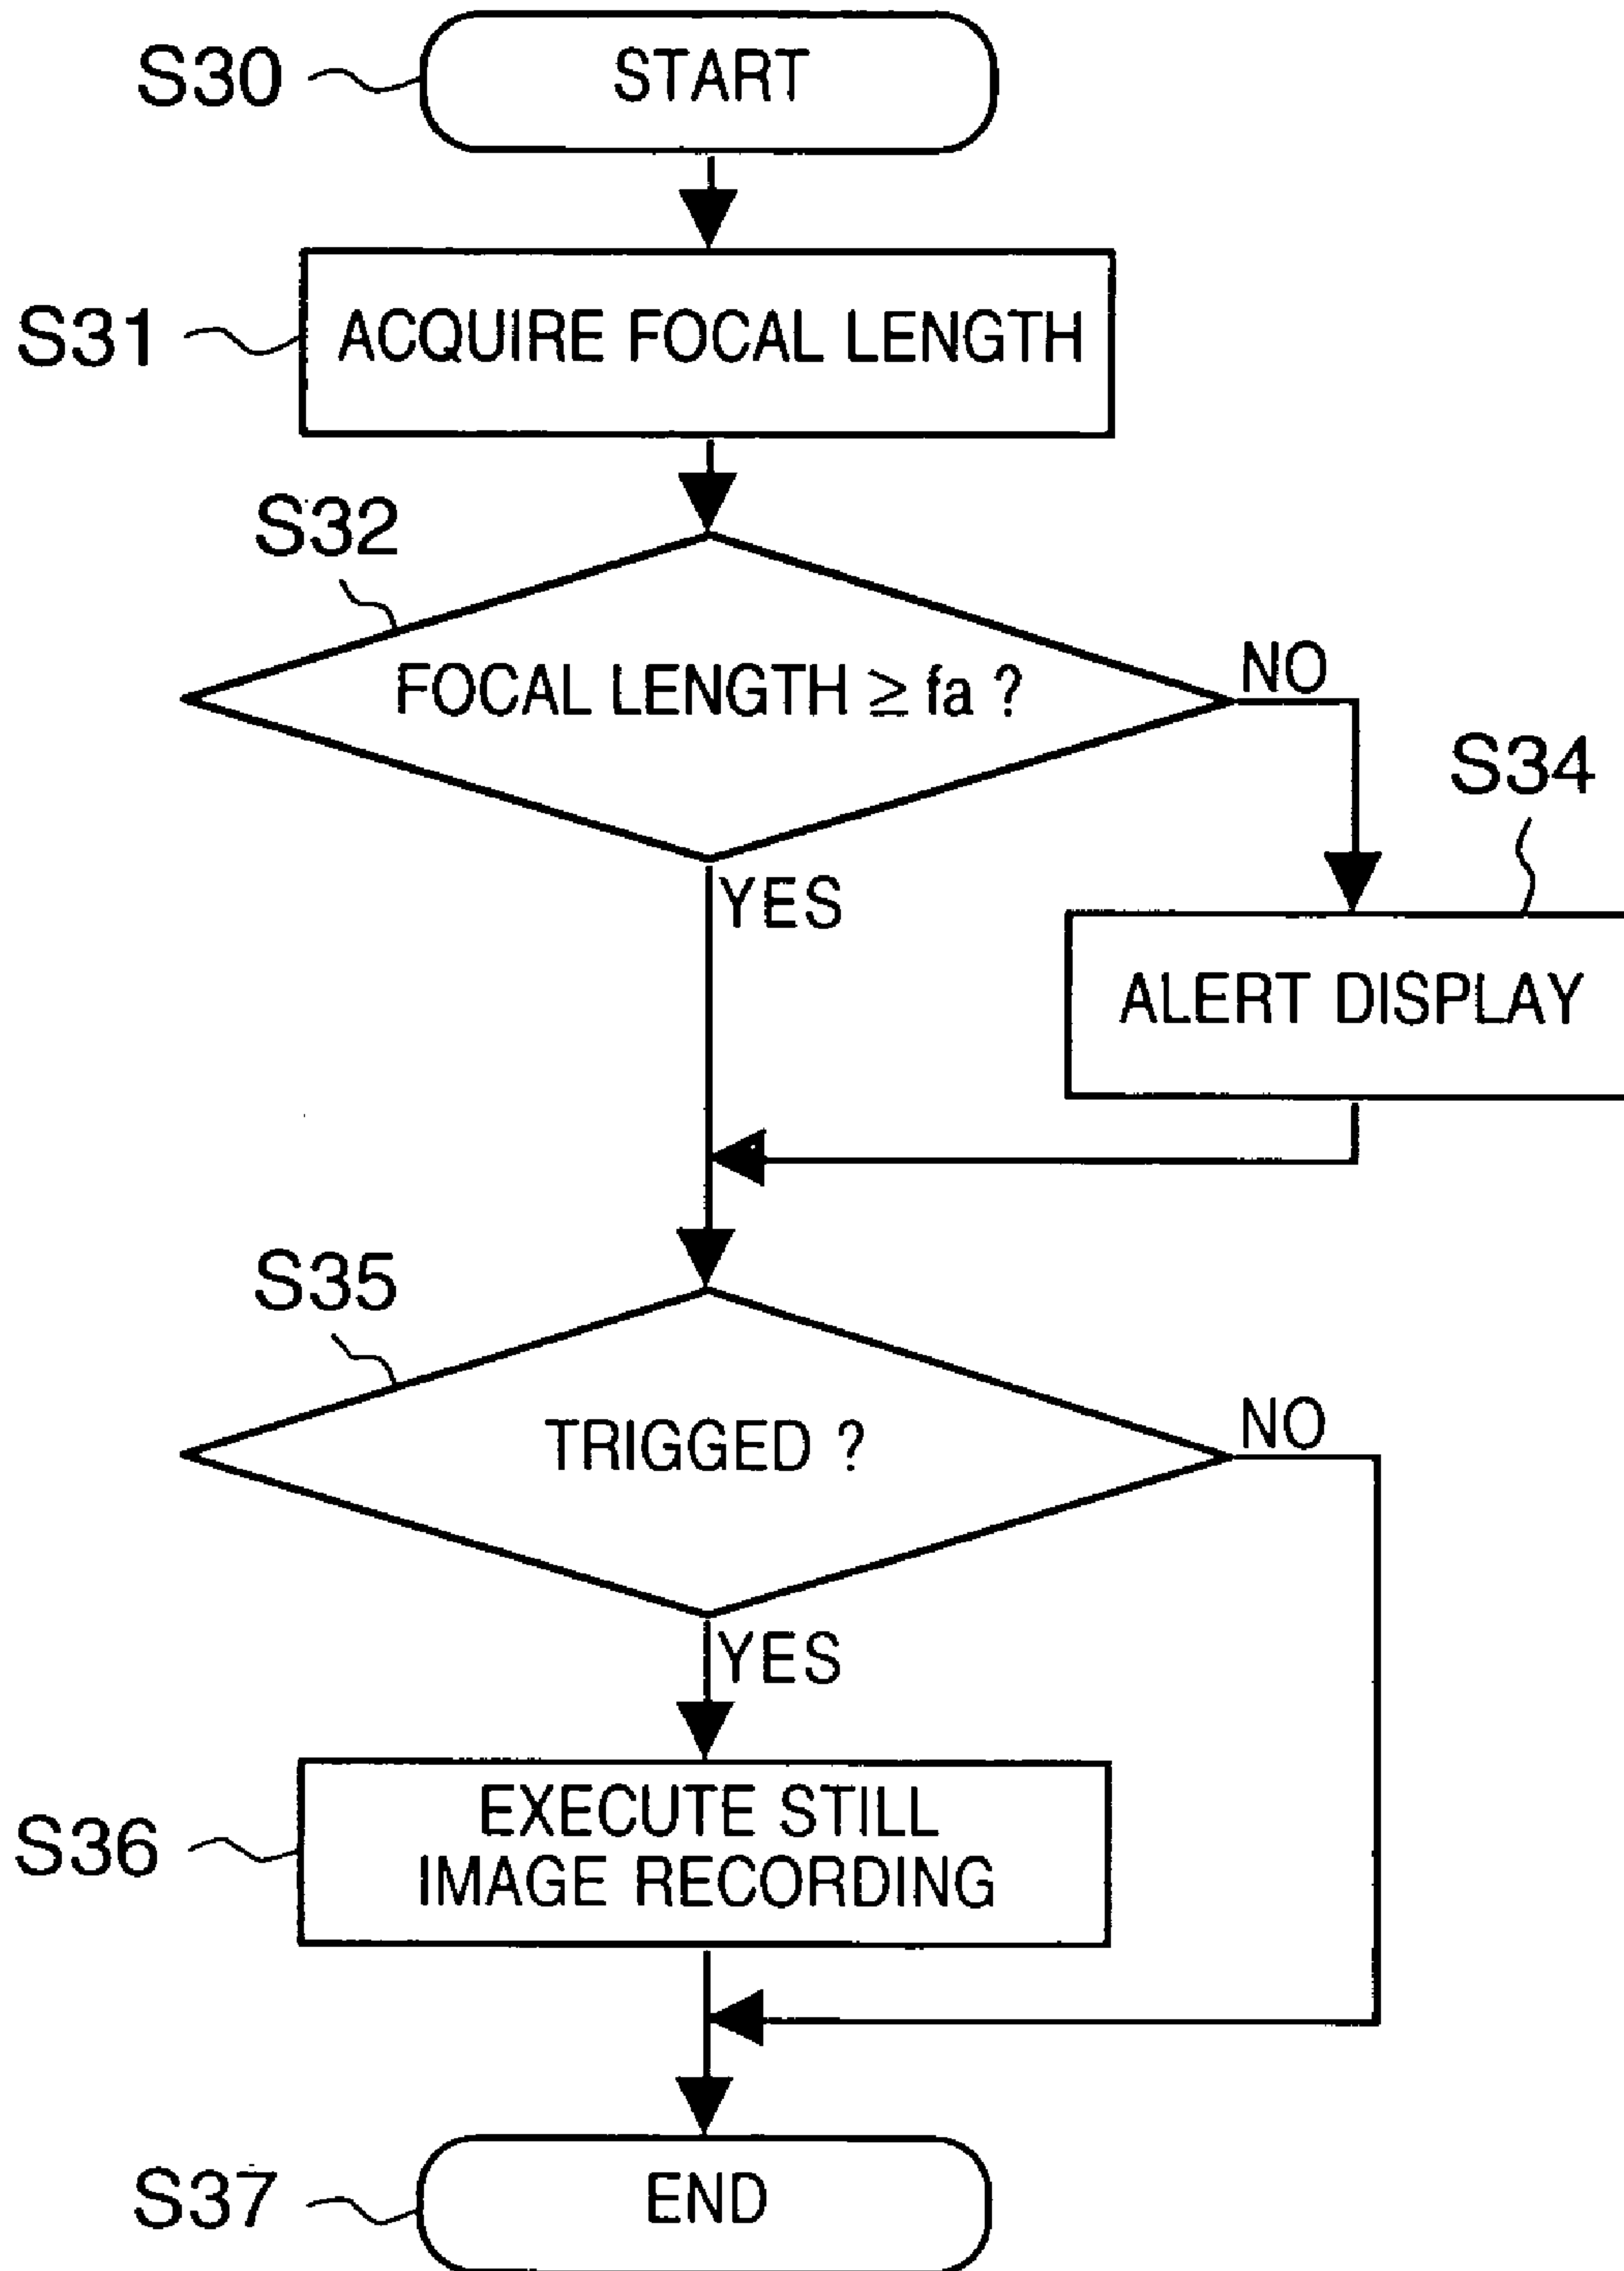 S30
START
S31
ACQUIRE FOCAL LENGTH
S32
FOCAL LENGTH ≥ fa ?
NO
S34
YES
ALERT DISPLAY
S35
TRIGGED ?
NO
YES
S36
EXECUTE STILL
IMAGE RECORDING
S37
END